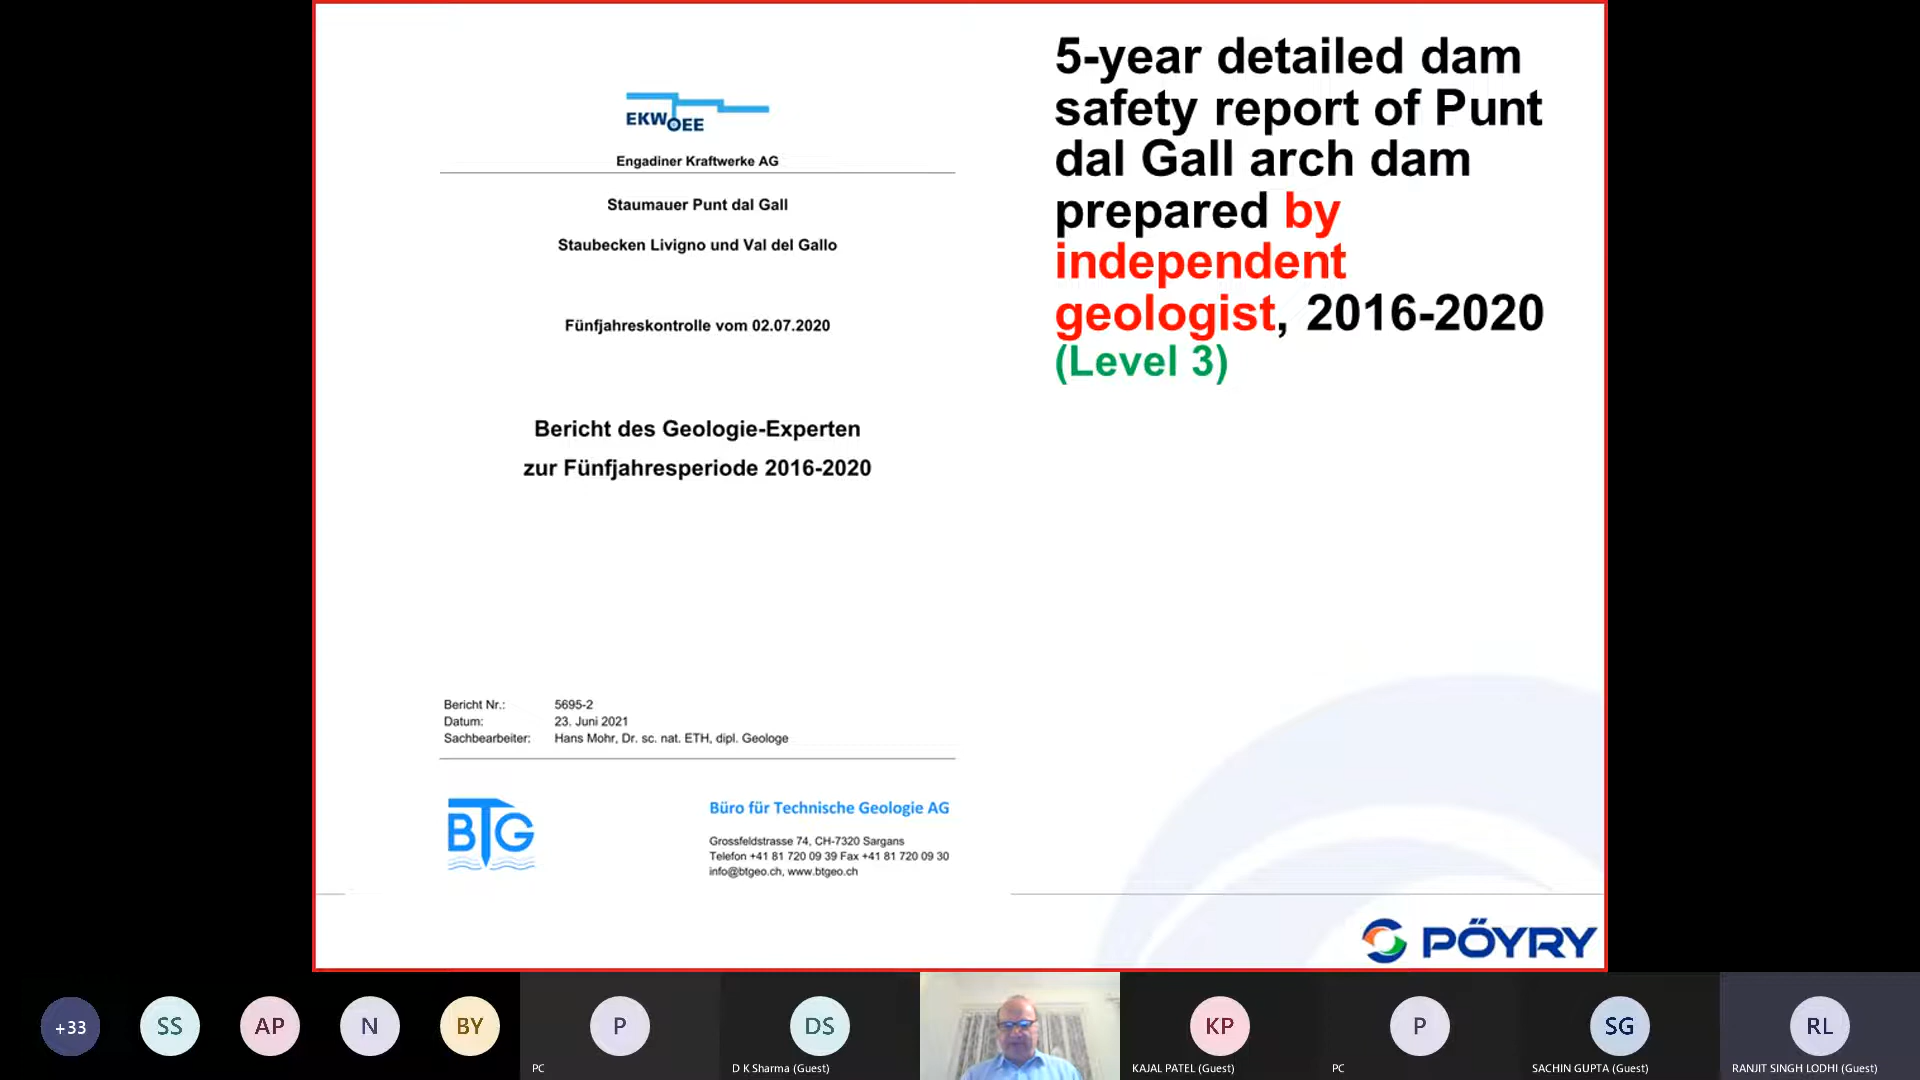 EKWOEE
Engadiner Kraftwerke AG
Staumauer Punt dal Gall
Staubecken Livigno und Val del Gallo
Fünfjahreskontrolle vom 02.07.2020
Bericht des Geologie-Experten
zur Fünfjahresperiode 2016-2020
Bericht Nr.: 5695-2
Datum: 23. Juni 2021
Sachbearbeiter: Hans Mohr, Dr. sc. nat. ETH, dipl. Geologe
BTG
Büro für Technische Geologie AG
Grossfeldstrasse 74, CH-7320 Sargans
Telefon +41 81 720 09 39 Fax +41 81 720 09 30
info@btgeo.ch, www.btgeo.ch
5-year detailed dam
safety report of Punt
dal Gall arch dam
prepared by
independent
geologist, 2016-2020
(Level 3)
PÖYRY
+33
SS
AP
N
BY
P
PC
DS
D K Sharma (Guest)
KP
KAJAL PATEL (Guest)
P
PC
SG
SACHIN GUPTA (Guest)
RL
RANJIT SINGH LODHI (Guest)